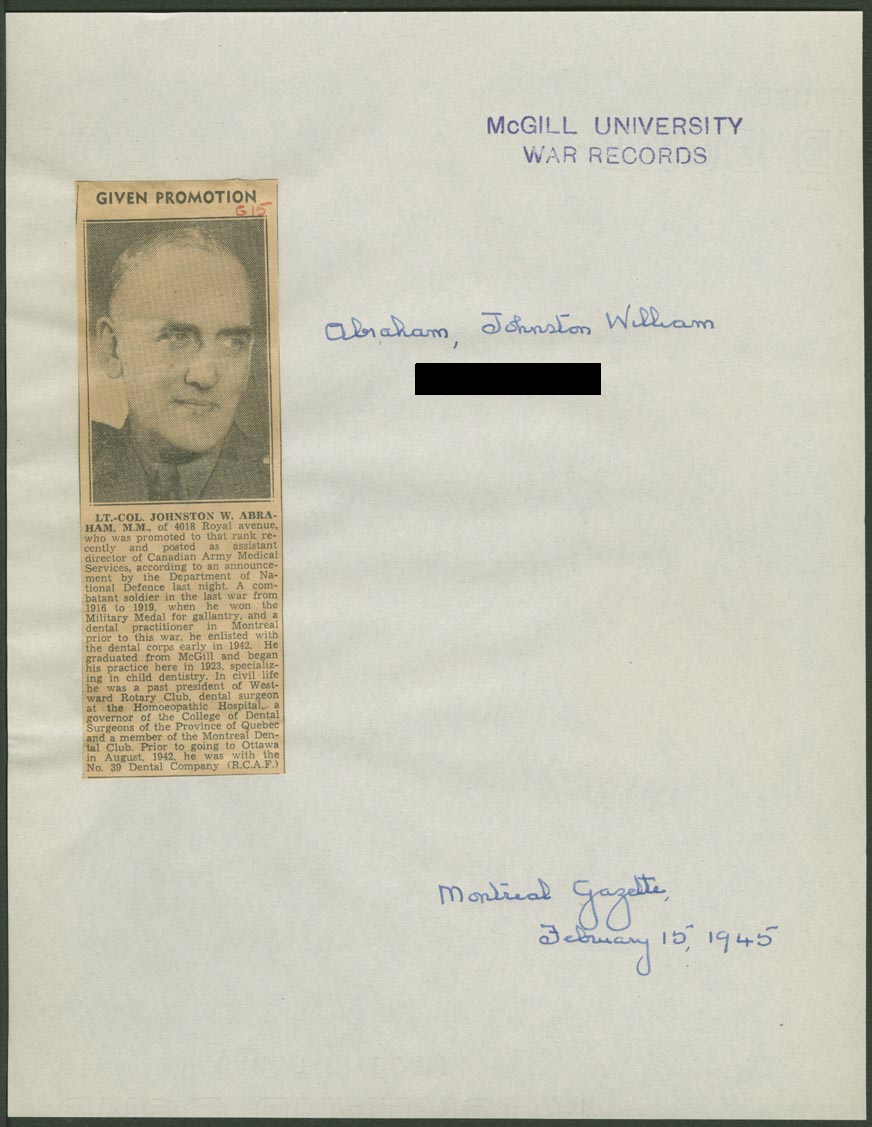 McGILL UNIVERSITY
WAR RECORDS
GIVEN PROMOTION
G15
Abraham, Johnston William
LT.-COL. JOHNSTON W. ABRA-
HAM, M.M., of 4018 Royal avenue,
who was promoted to that rank re-
cently and posted as assistant
director of Canadian Army Medical
Services, according to an announce-
ment by the Department of Na-
tional Defence last night. A com-
batant soldier in the last war from
1916 to 1919, when he won the
Military Medal for gallantry, and a
dental practitioner in Montreal
prior to this war, he enlisted with
the dental corps early in 1942. He
graduated from McGill and began
his practice here in 1923, specializ-
ing in child dentistry. In civil life
he was a past president of West-
ward Rotary Club, dental surgeon
at the Homoeopathic Hospital, a
governor of the College of Dental
Surgeons of the Province of Quebec
and a member of the Montreal Den-
tal Club. Prior to going to Ottawa
in August, 1942, he was with the
No. 39 Dental Company (R.C.A.F.)
Montreal Gazette,
February 15, 1945